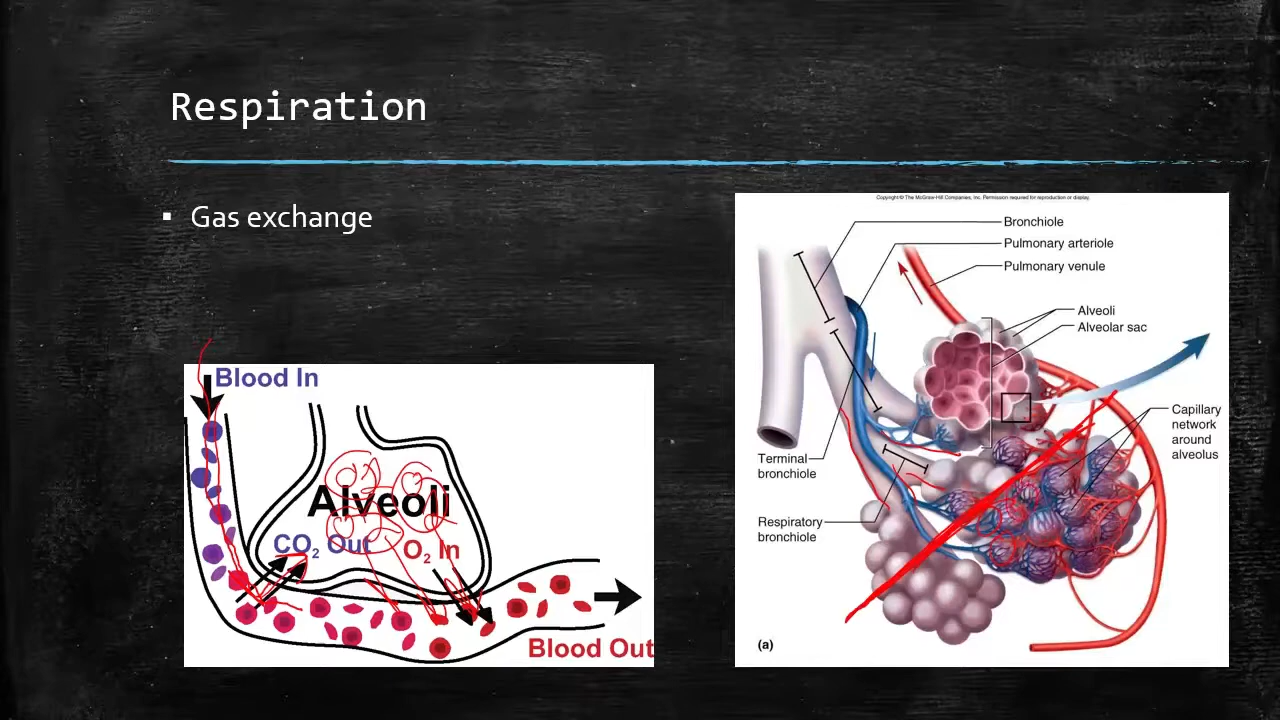 Respiration
▪ Gas exchange
Blood In
Alveoli
CO₂ Out
O₂ In
Blood Out
Copyright © The McGraw-Hill Companies, Inc. Permission required for reproduction or display.
Bronchiole
Pulmonary arteriole
Pulmonary venule
Alveoli
Alveolar sac
Capillary
network
around
alveolus
Terminal
bronchiole
Respiratory
bronchiole
(a)